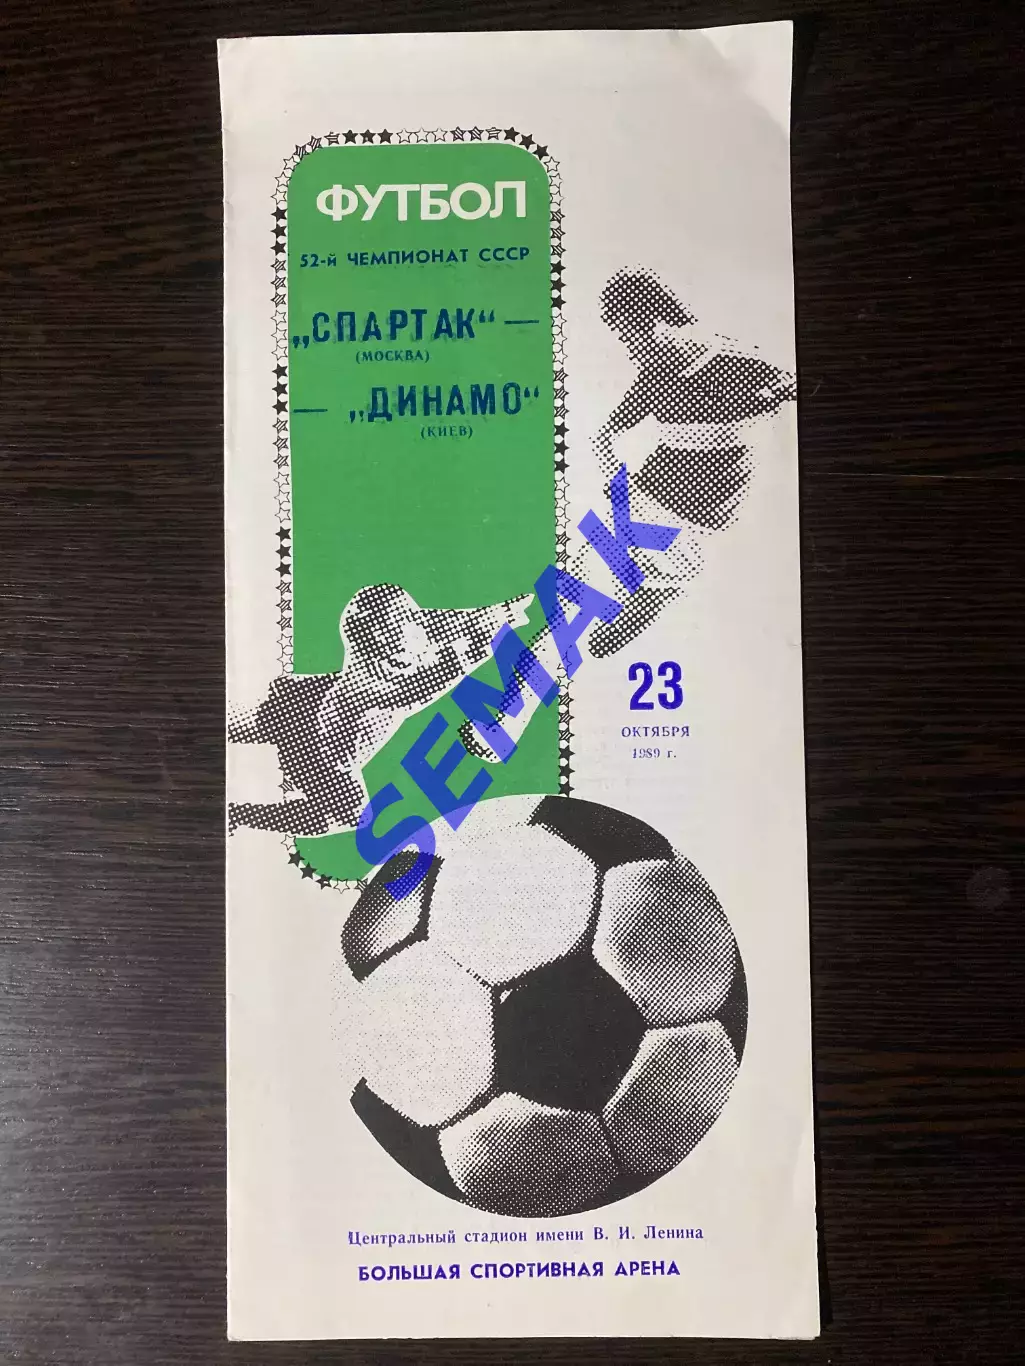 ФУТБОЛ
52-й ЧЕМПИОНАТ СССР
„СПАРТАК“ —
(МОСКВА)
— „ДИНАМО“
(КИЕВ)
SEMAK
23
ОКТЯБРЯ
1989 г.
Центральный стадион имени В. И. Ленина
БОЛЬШАЯ СПОРТИВНАЯ АРЕНА